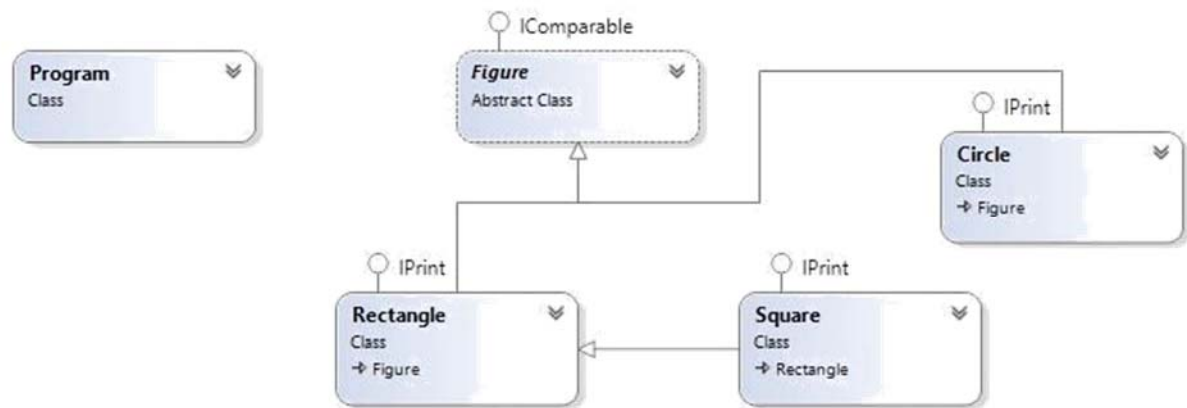 IComparable
Program
Class
Figure
Abstract Class
IPrint
Circle
Class
Figure
IPrint
Rectangle
Class
Figure
IPrint
Square
Class
Rectangle